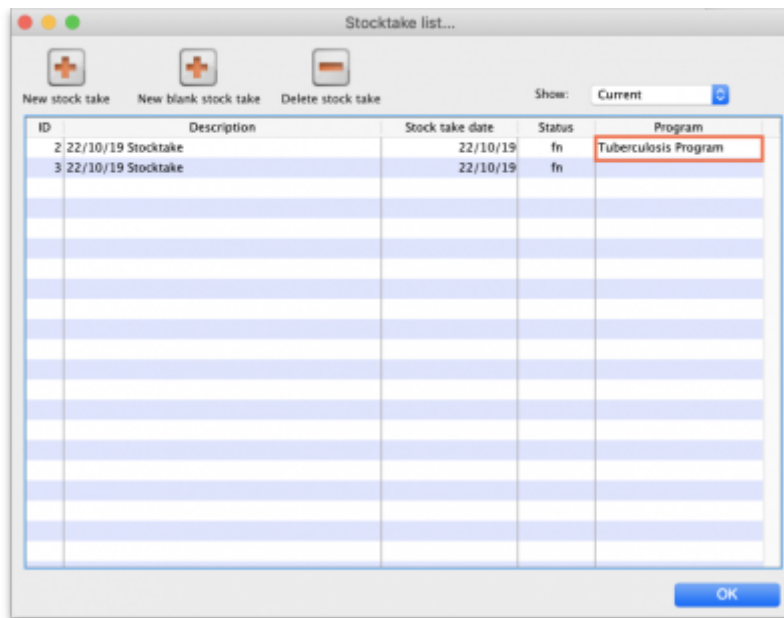 Stocktake list...
New stock take New blank stock take Delete stock take Show: Current
ID Description Stock take date Status Program
2 22/10/19 Stocktake 22/10/19 fn Tuberculosis Program
3 22/10/19 Stocktake 22/10/19 fn
OK